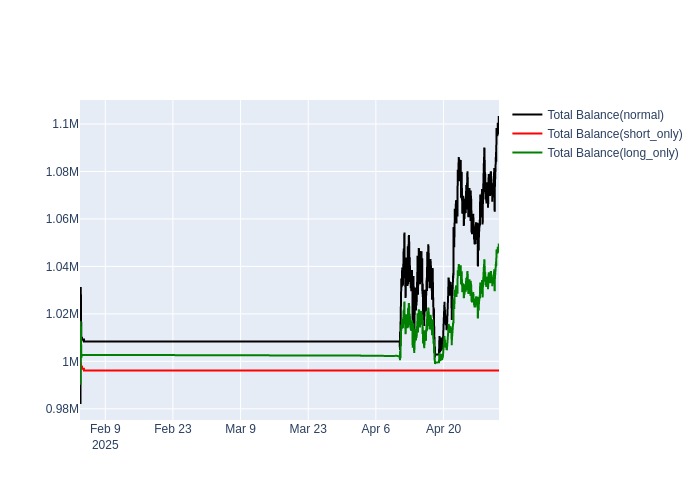 Total Balance(normal)
Total Balance(short_only)
Total Balance(long_only)
1.1M
1.08M
1.06M
1.04M
1.02M
1M
0.98M
Feb 9
2025
Feb 23
Mar 9
Mar 23
Apr 6
Apr 20